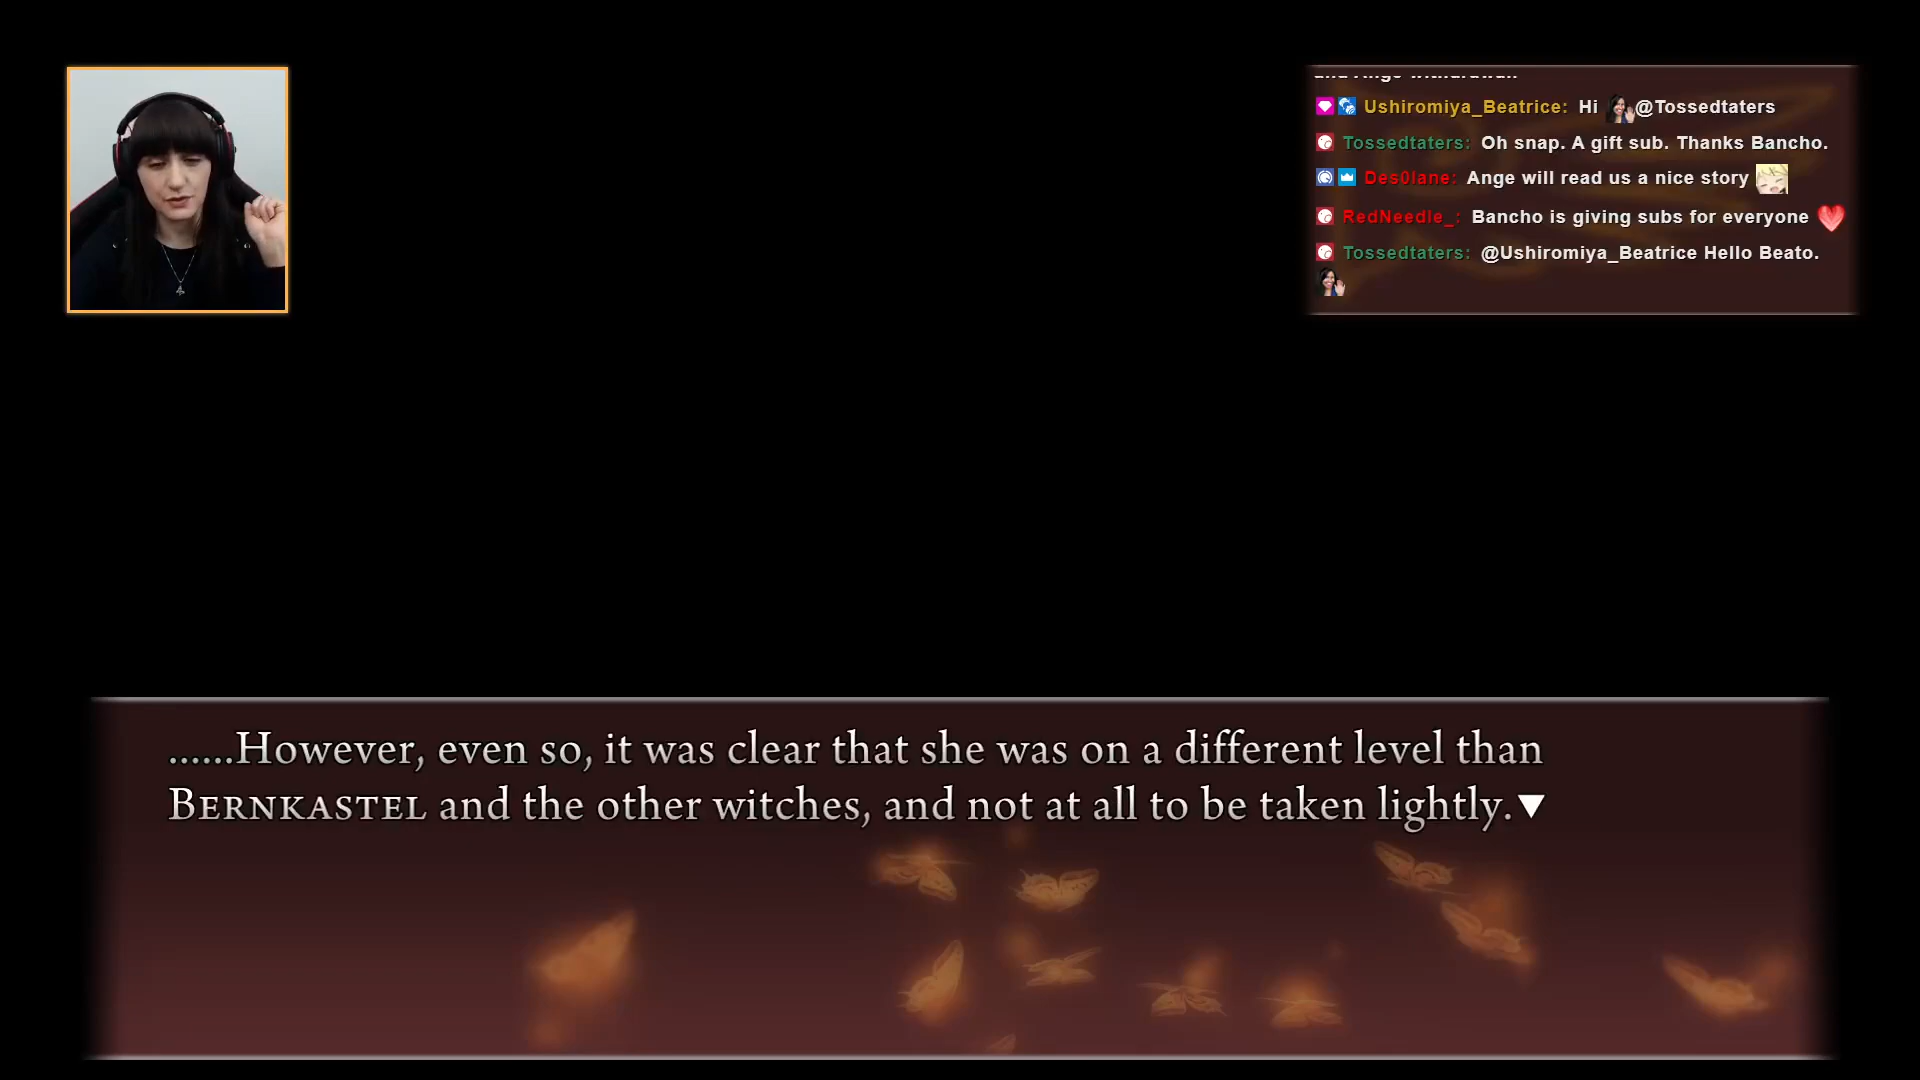 Ushiromiya_Beatrice: Hi @Tossedtaters
Tossedtaters: Oh snap. A gift sub. Thanks Bancho.
Des0lane: Ange will read us a nice story
RedNeedle_: Bancho is giving subs for everyone
Tossedtaters: @Ushiromiya_Beatrice Hello Beato.
......However, even so, it was clear that she was on a different level than
BERNKASTEL and the other witches, and not at all to be taken lightly.